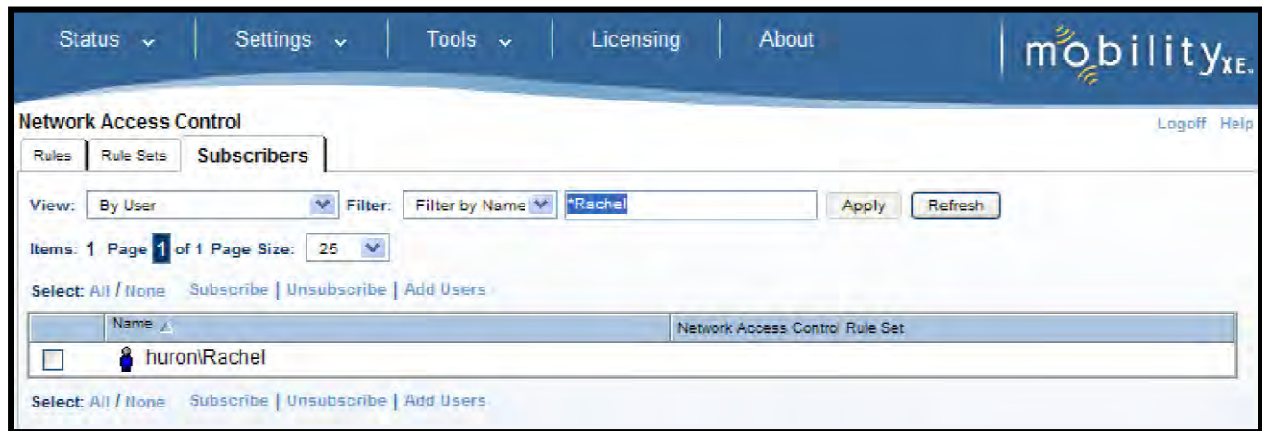 Status Settings Tools Licensing About mobility XE.
Network Access Control Logoff Help
Rules Rule Sets Subscribers
View: By User Filter: Filter by Name *Rachel Apply Refresh
Items: 1 Page 1 of 1 Page Size: 25
Select: All / None Subscribe | Unsubscribe | Add Users
Name Network Access Control Rule Set
huron\Rachel
Select: All / None Subscribe | Unsubscribe | Add Users